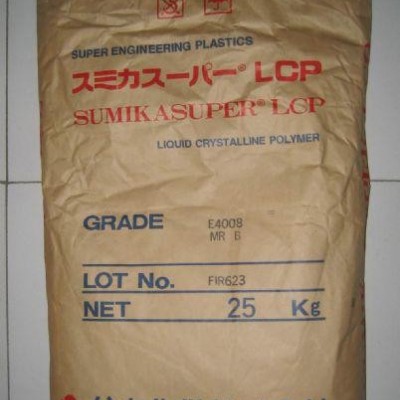 SUPER ENGINEERING PLASTICS
スミカスーパー® LCP
SUMIKASUPER® LCP
LIQUID CRYSTALLINE POLYMER
GRADE E4008
MR B
LOT No. FIR623
NET 25 Kg